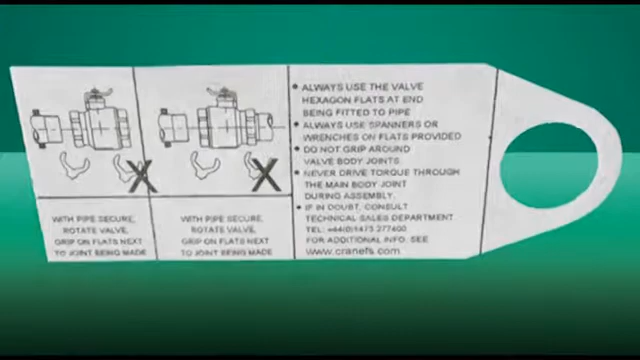 WITH PIPE SECURE,
ROTATE VALVE,
GRIP ON FLATS NEXT
TO JOINT BEING MADE
WITH PIPE SECURE,
ROTATE VALVE,
GRIP ON FLATS NEXT
TO JOINT BEING MADE
• ALWAYS USE THE VALVE
HEXAGON FLATS AT END
BEING FITTED TO PIPE
• ALWAYS USE SPANNERS OR
WRENCHES ON FLATS PROVIDED
• DO NOT GRIP AROUND
VALVE BODY JOINTS
• NEVER DRIVE TORQUE THROUGH
THE MAIN BODY JOINT
DURING ASSEMBLY.
• IF IN DOUBT, CONSULT
TECHNICAL SALES DEPARTMENT
TEL: +44(0)1473 277400
FOR ADDITIONAL INFO. SEE
www.cranefs.com